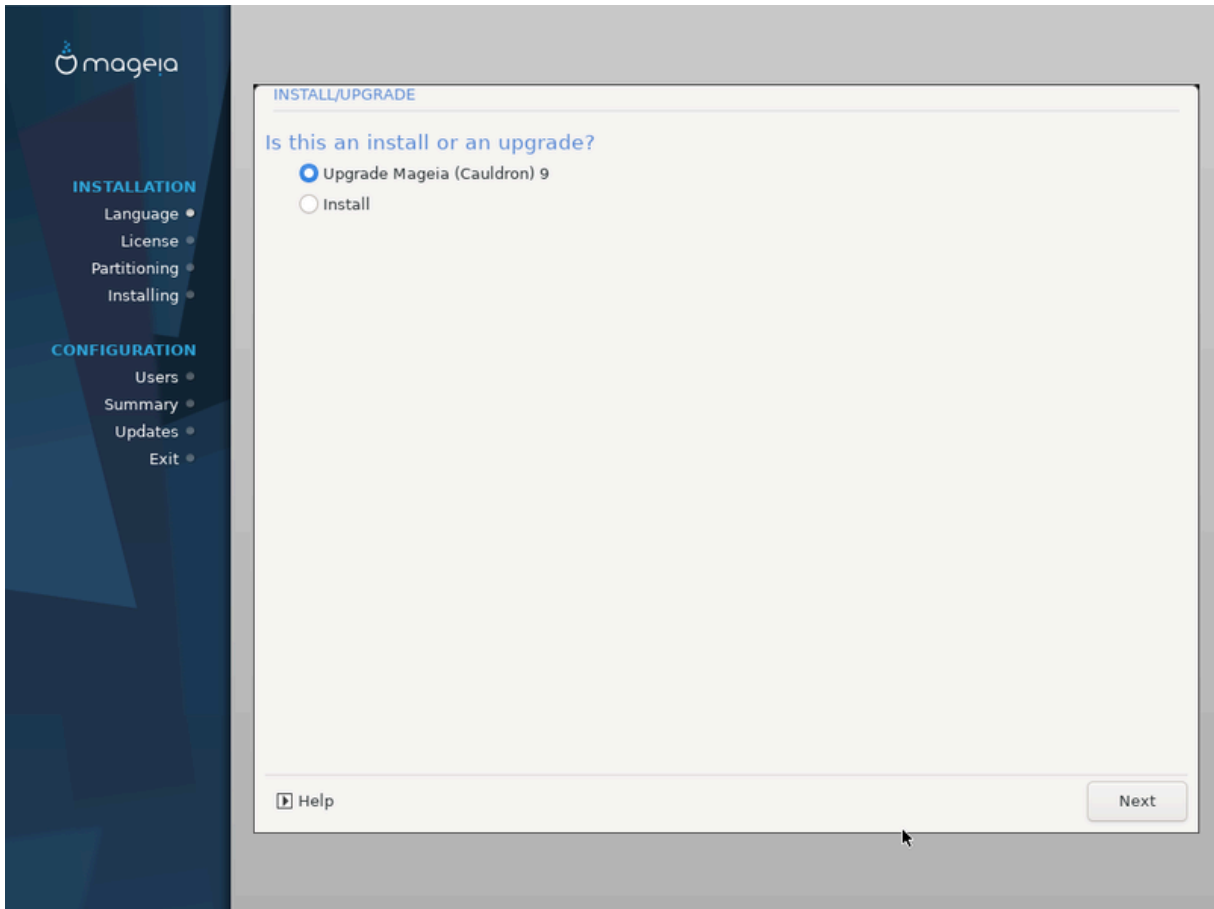 mageia
INSTALLATION
Language
License
Partitioning
Installing
CONFIGURATION
Users
Summary
Updates
Exit
INSTALL/UPGRADE
Is this an install or an upgrade?
Upgrade Mageia (Cauldron) 9
Install
Help
Next